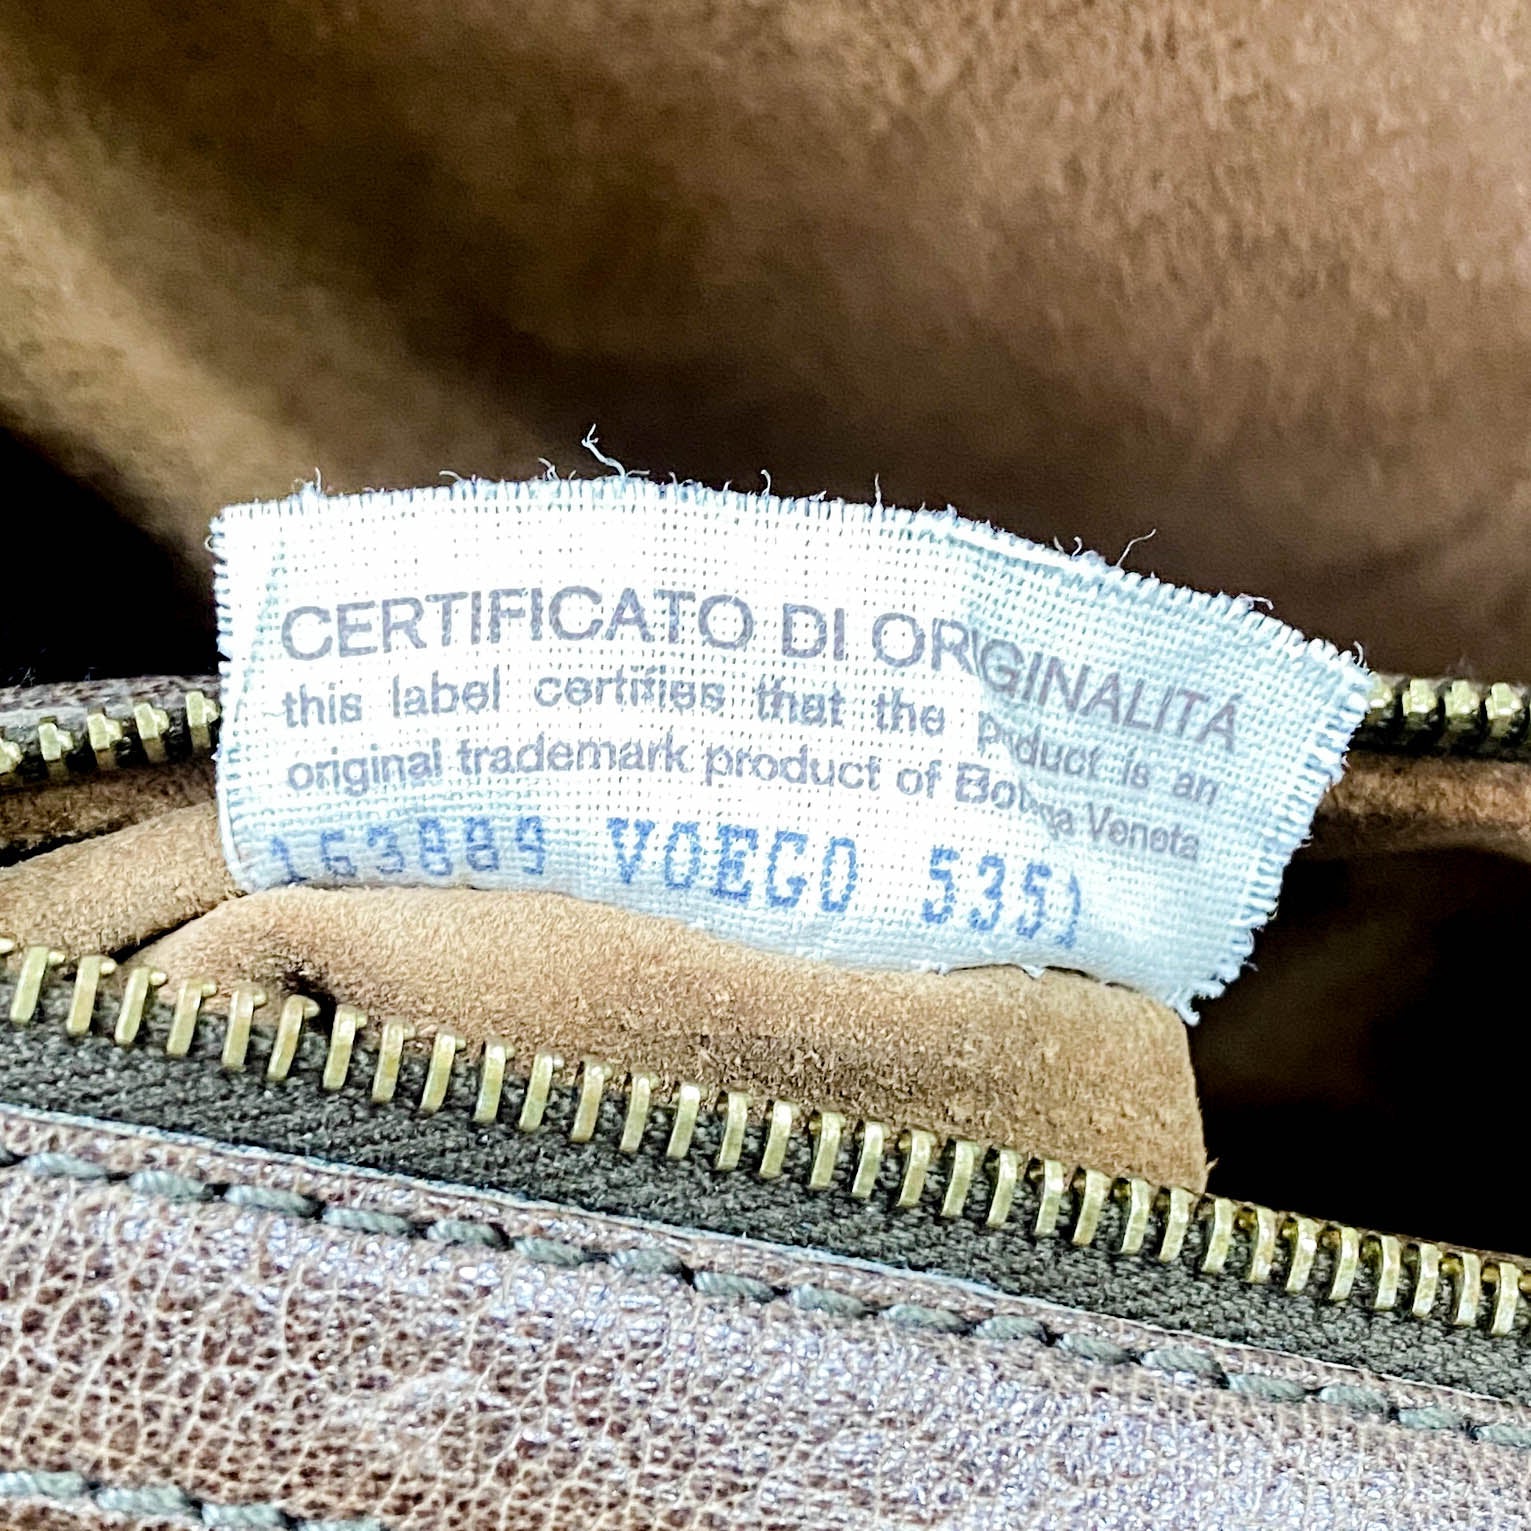 CERTIFICATO DI ORIGINALITÁ
this label certifies that the product is an
original trademark product of Bottega Veneta
163889 VOEGO 5351